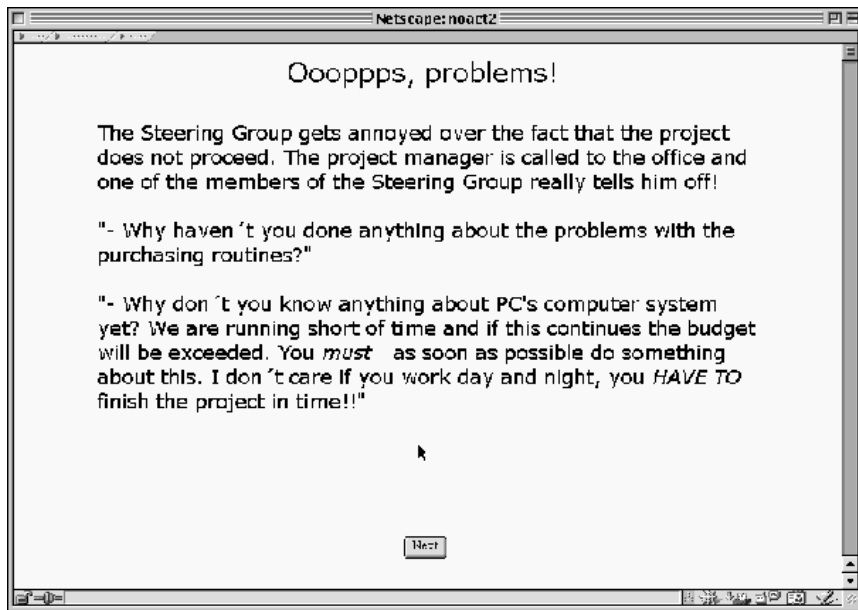 Netscape: noact2
Ooopppps, problems!
The Steering Group gets annoyed over the fact that the project
does not proceed. The project manager is called to the office and
one of the members of the Steering Group really tells him off!
"- Why haven´t you done anything about the problems with the
purchasing routines?"
"- Why don´t you know anything about PC's computer system
yet? We are running short of time and if this continues the budget
will be exceeded. You must as soon as possible do something
about this. I don´t care if you work day and night, you HAVE TO
finish the project in time!!"
Next